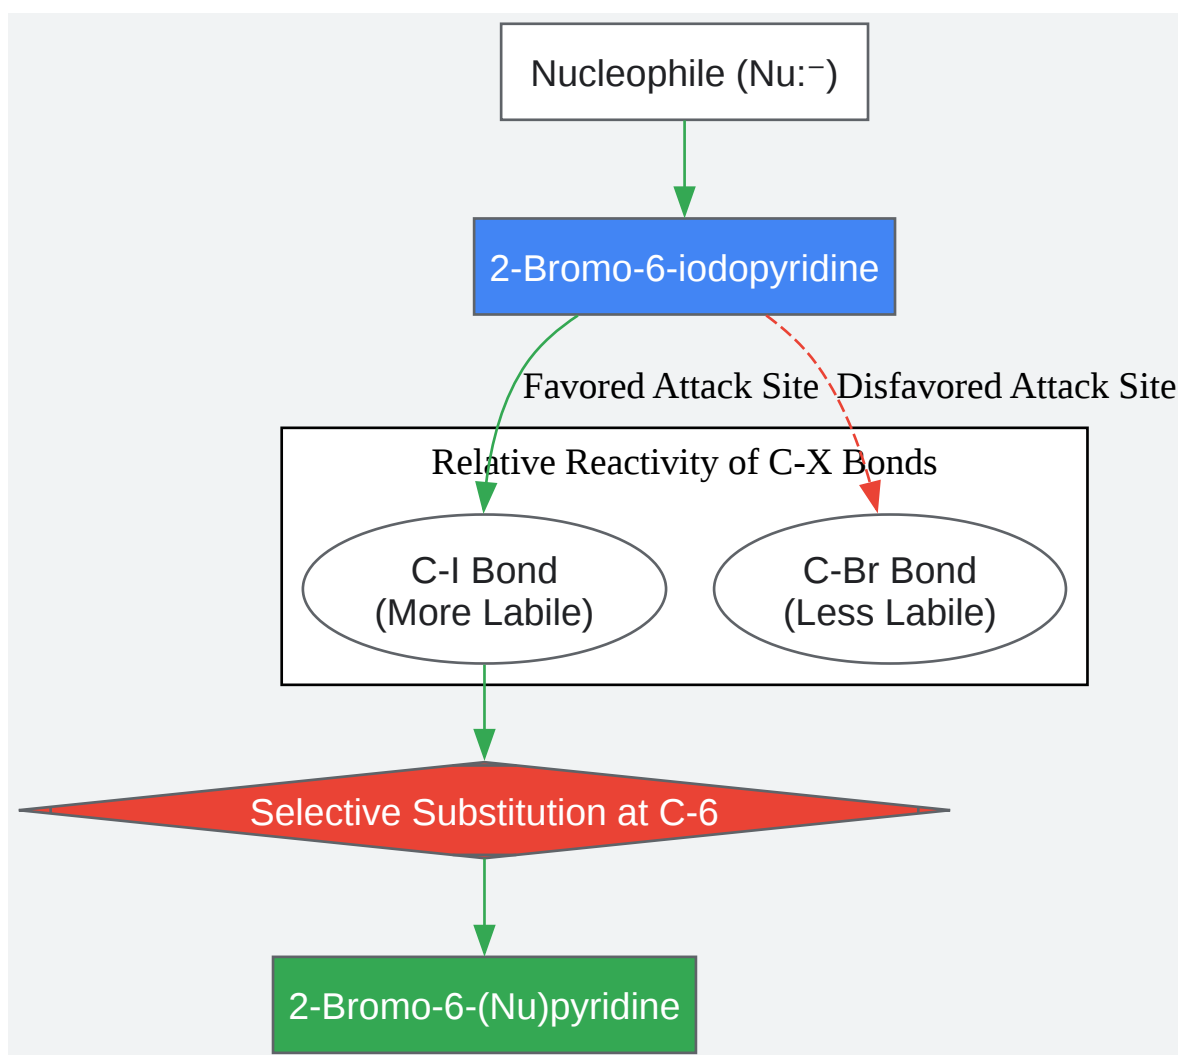 Nucleophile (Nu:⁻)
2-Bromo-6-iodopyridine
Favored Attack Site
Disfavored Attack Site
Relative Reactivity of C-X Bonds
C-I Bond
(More Labile)
C-Br Bond
(Less Labile)
Selective Substitution at C-6
2-Bromo-6-(Nu)pyridine